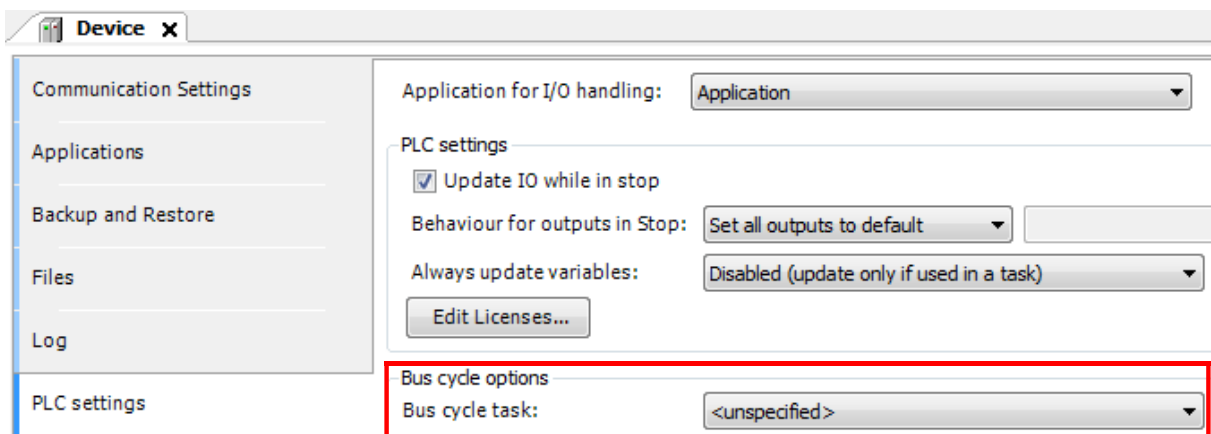 Device
Communication Settings
Applications
Backup and Restore
Files
Log
PLC settings
Application for I/O handling: Application
PLC settings
Update IO while in stop
Behaviour for outputs in Stop: Set all outputs to default
Always update variables: Disabled (update only if used in a task)
Edit Licenses...
Bus cycle options
Bus cycle task: <unspecified>